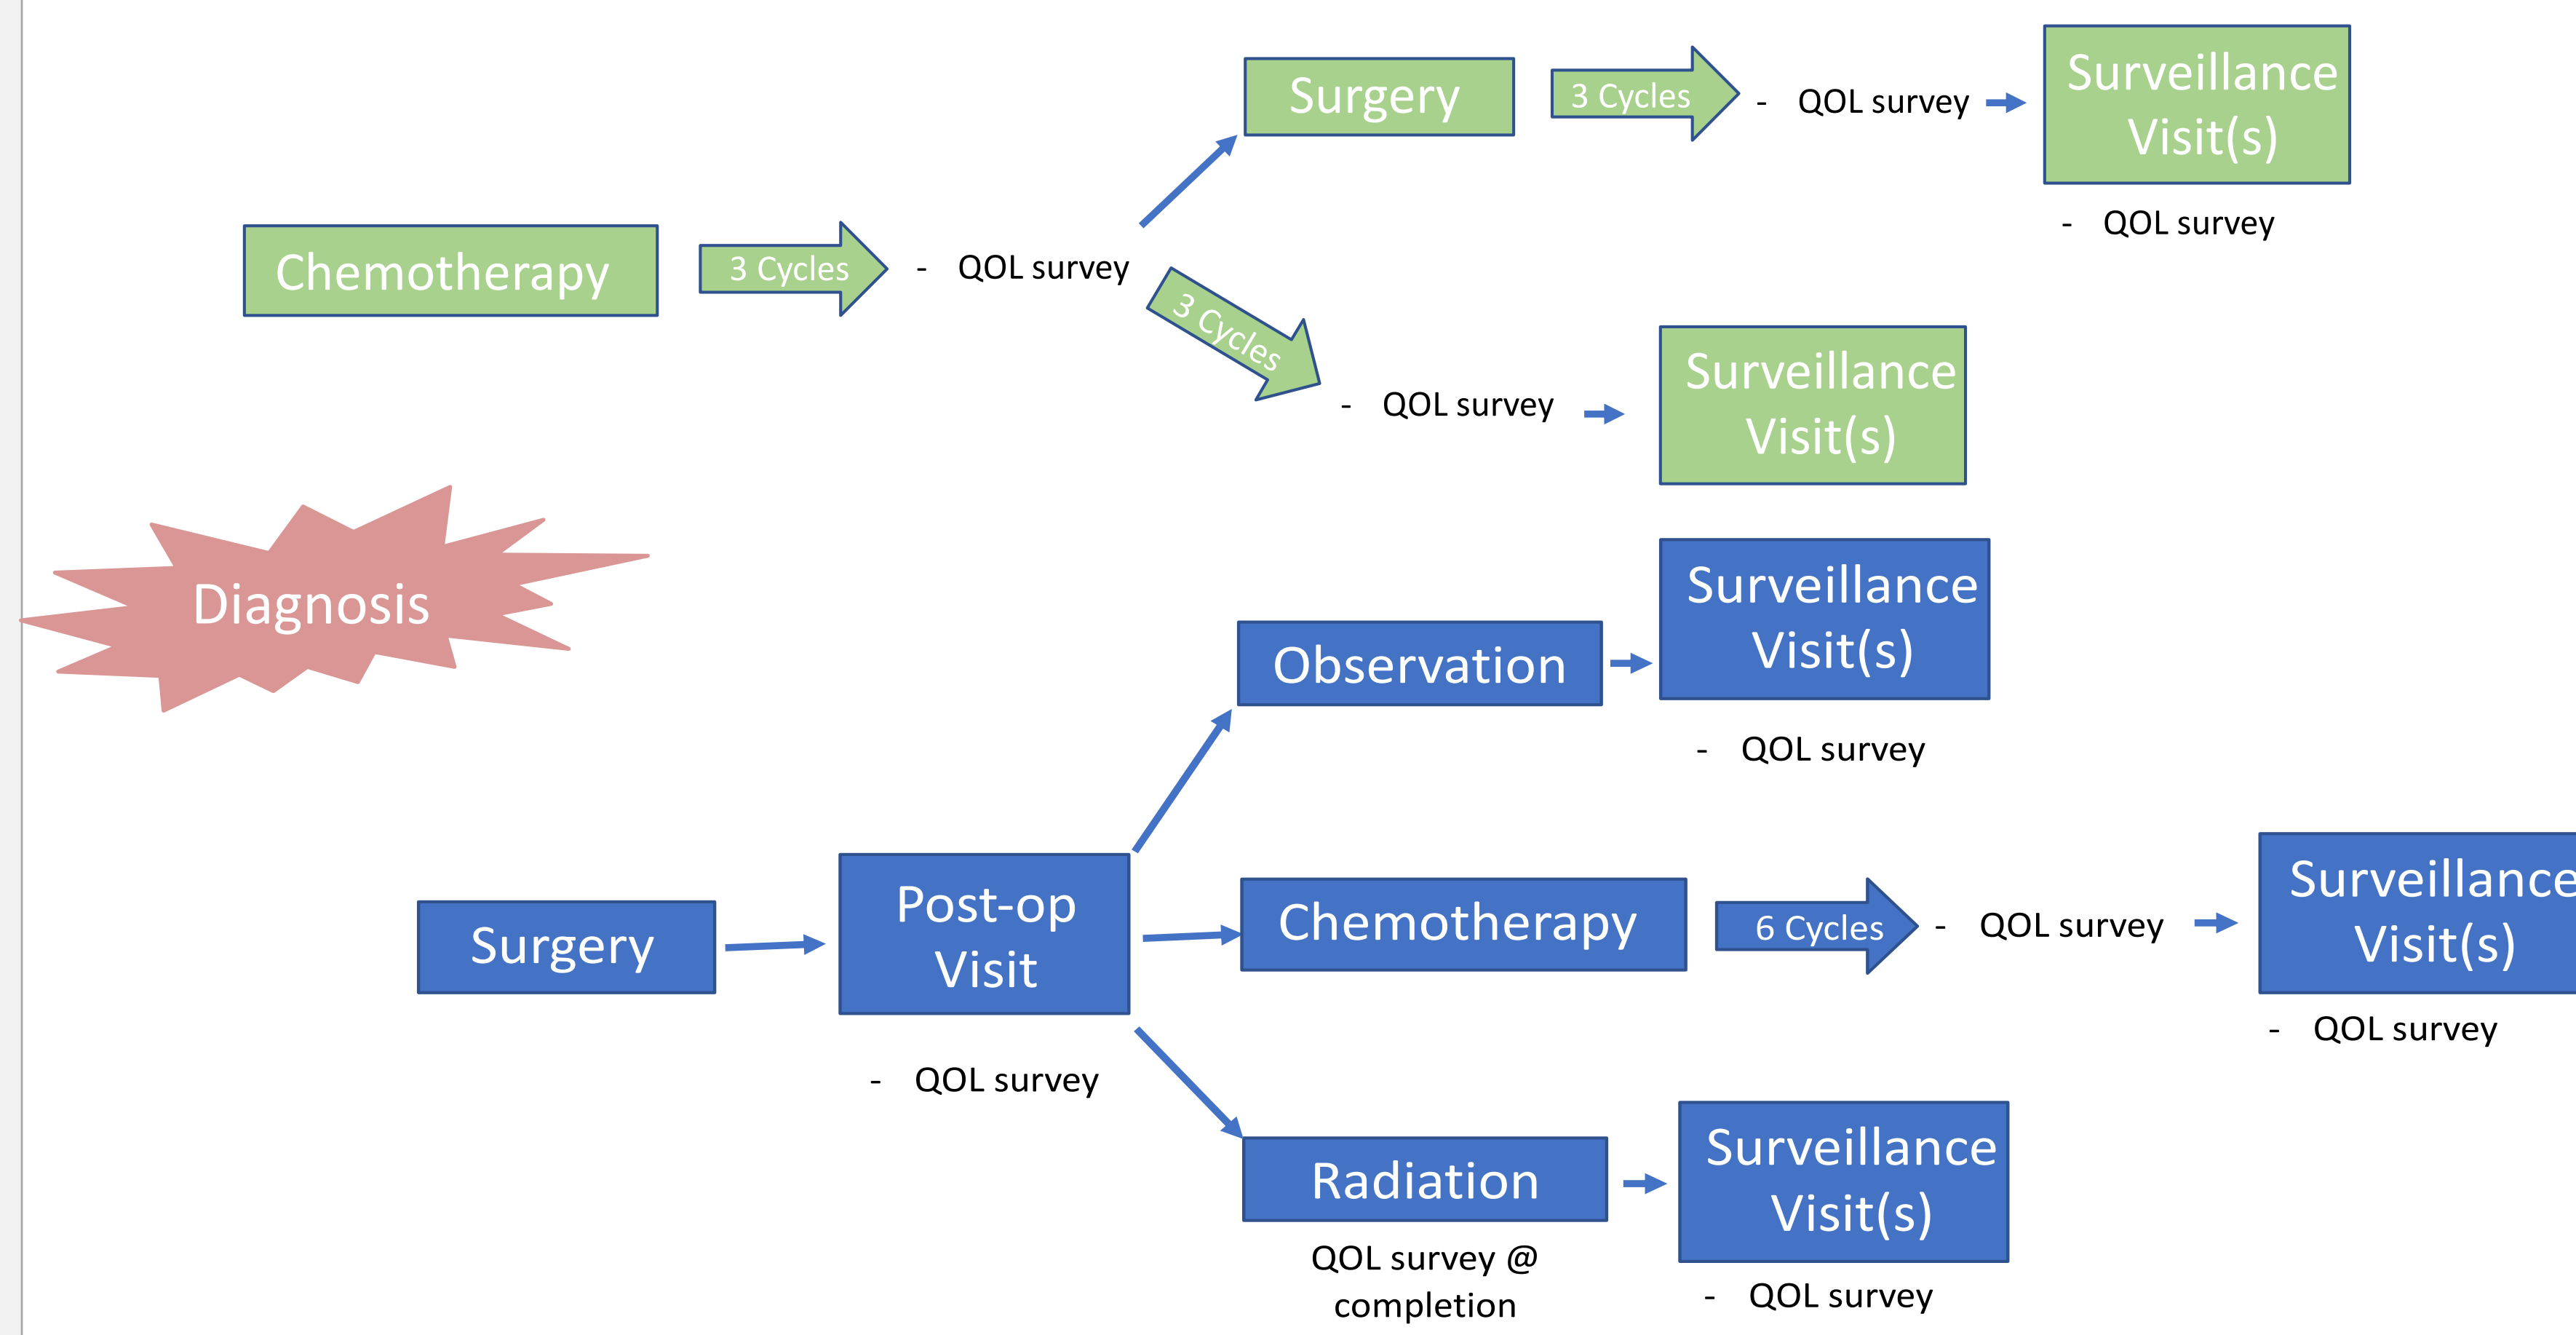 Surgery
3 Cycles
- QOL survey
Surveillance
Visit(s)
- QOL survey
Chemotherapy
3 Cycles
- QOL survey
3 Cycles
- QOL survey
Surveillance
Visit(s)
Diagnosis
Observation
Surveillance
Visit(s)
- QOL survey
Surgery
Post-op
Visit
- QOL survey
Chemotherapy
6 Cycles
- QOL survey
Surveillance
Visit(s)
- QOL survey
Radiation
QOL survey @
completion
Surveillance
Visit(s)
- QOL survey